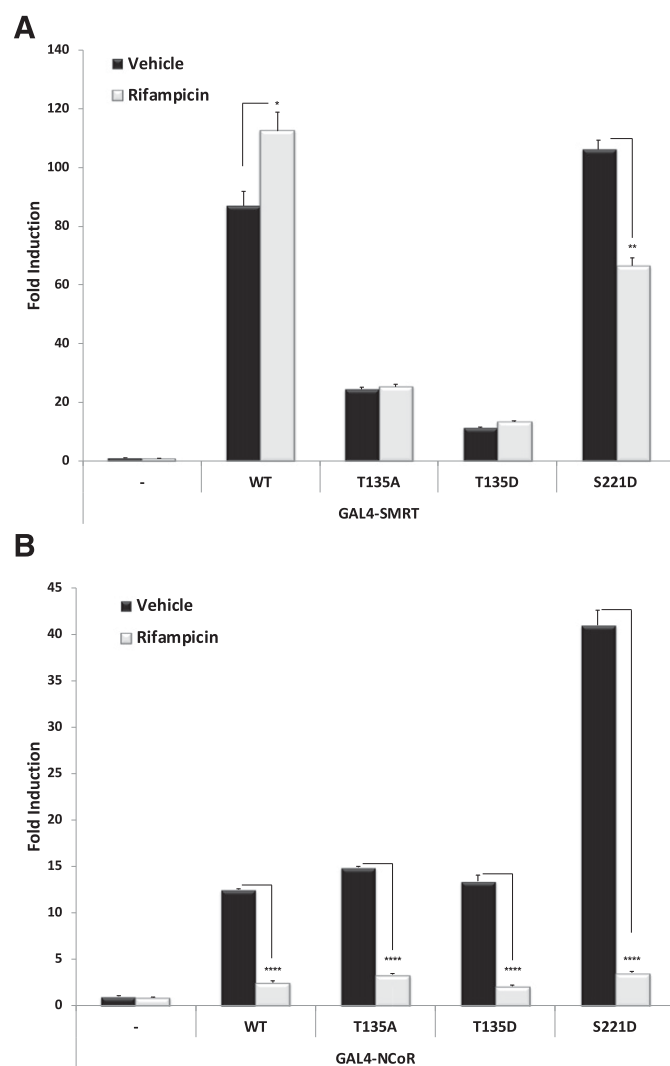 A
140
Vehicle
Rifampicin
120
100
80
60
40
20
0
Fold Induction
*
**
- WT T135A T135D S221D
GAL4-SMRT
B
45
Vehicle
Rifampicin
40
35
30
25
20
15
10
5
0
Fold Induction
**** **** **** ****
- WT T135A T135D S221D
GAL4-NCoR